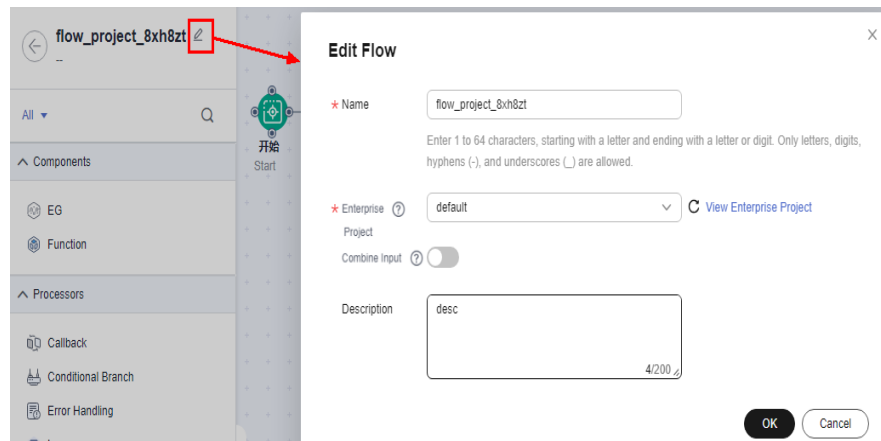 flow_project_8xh8zt
--
All
Components
EG
Function
Processors
Callback
Conditional Branch
Error Handling
开始
Start
Edit Flow
* Name
flow_project_8xh8zt
Enter 1 to 64 characters, starting with a letter and ending with a letter or digit. Only letters, digits,
hyphens (-), and underscores (_) are allowed.
* Enterprise ?
Project
default
View Enterprise Project
Combine Input ?
Description
desc
4/200
OK
Cancel